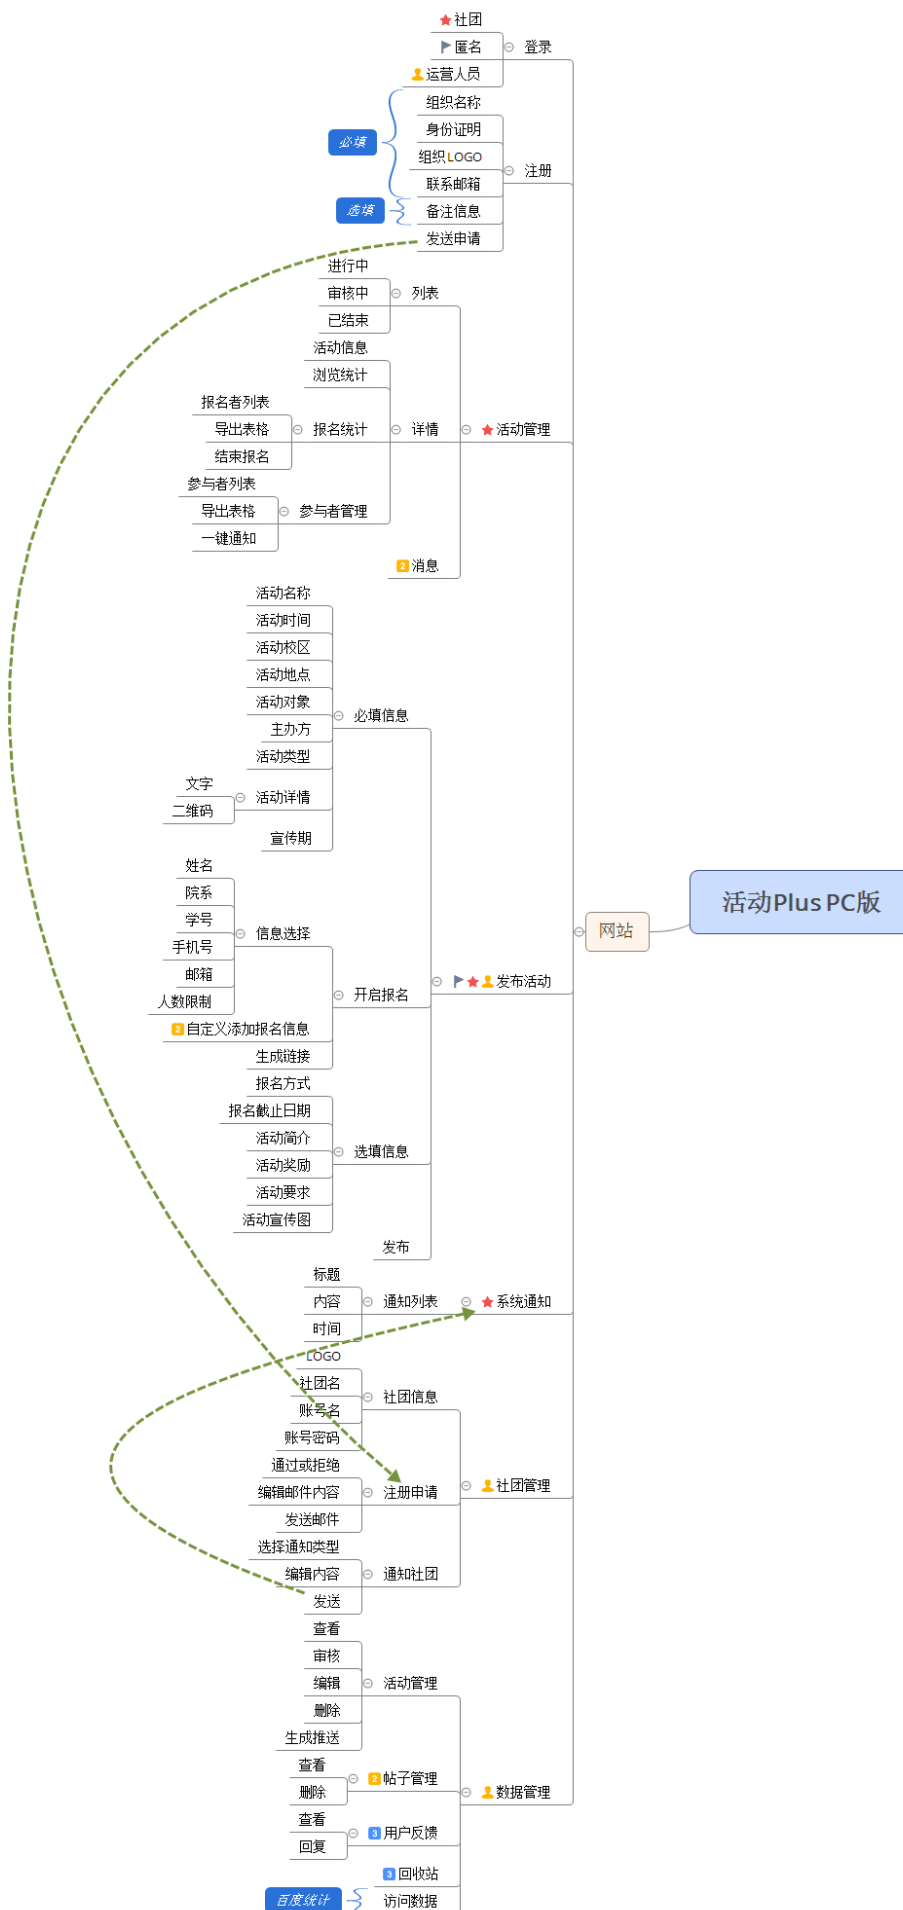 社团
匿名
登录
运营人员
组织名称
身份证明
必填
组织LOGO
注册
联系邮箱
选填
备注信息
发送申请
进行中
审核中
列表
已结束
活动信息
浏览统计
报名者列表
导出表格
报名统计
详情
活动管理
结束报名
参与者列表
导出表格
参与者管理
一键通知
2 消息
活动名称
活动时间
活动校区
活动地点
活动对象
必填信息
主办方
活动类型
文字
活动详情
二维码
宣传期
姓名
院系
学号
信息选择
手机号
邮箱
人数限制
开启报名
发布活动
2 自定义添加报名信息
生成链接
报名方式
报名截止日期
活动简介
选填信息
活动奖励
活动要求
活动宣传图
发布
网站
活动Plus PC版
标题
内容
通知列表
系统通知
时间
LOGO
社团名
社团信息
账号名
账号密码
通过或拒绝
社团管理
编辑邮件内容
注册申请
发送邮件
选择通知类型
编辑内容
通知社团
发送
查看
审核
编辑
活动管理
删除
生成推送
查看
2 帖子管理
删除
数据管理
查看
3 用户反馈
回复
3 回收站
百度统计
访问数据